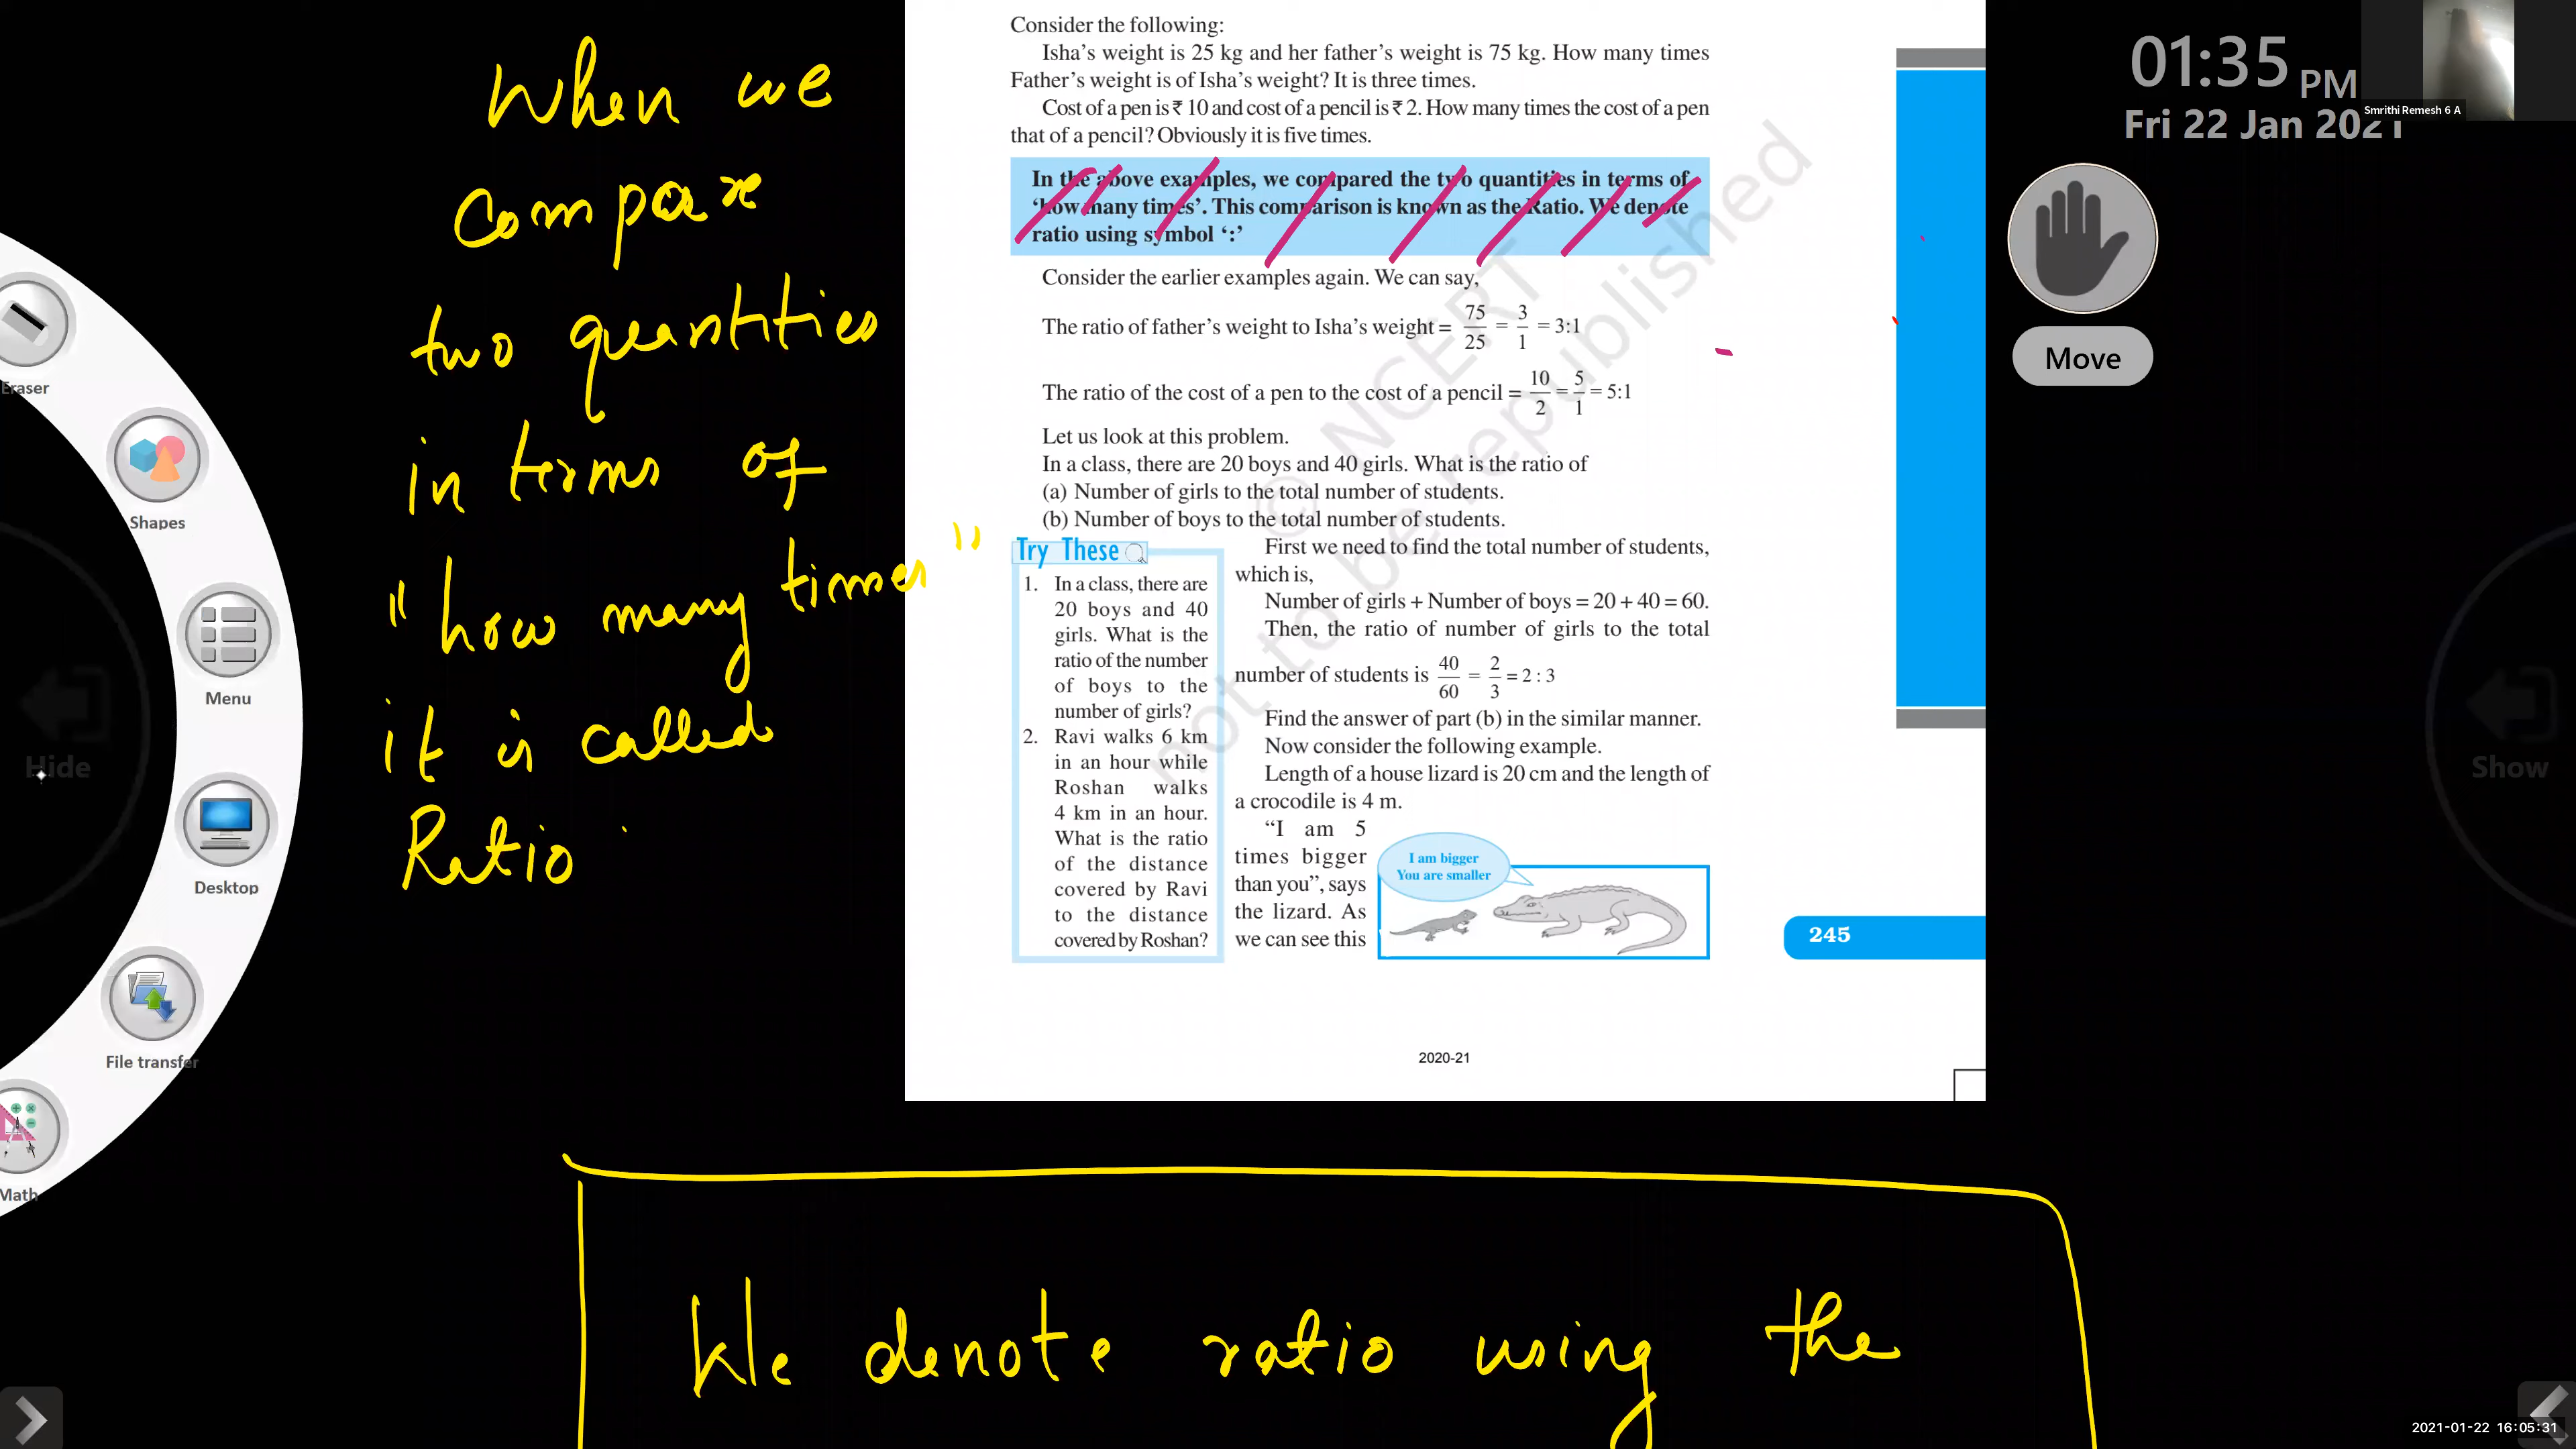 When we
compare
two quantities
in terms of
"how many times"
it is called
Ratio
Eraser
Shapes
Menu
Hide
Desktop
File transfer
Math
Consider the following:
Isha's weight is 25 kg and her father's weight is 75 kg. How many times
Father's weight is of Isha's weight? It is three times.
Cost of a pen is ₹ 10 and cost of a pencil is ₹ 2. How many times the cost of a pen
that of a pencil? Obviously it is five times.
In the above examples, we compared the two quantities in terms of
'how many times'. This comparison is known as the Ratio. We denote
ratio using symbol ':'
Consider the earlier examples again. We can say,
The ratio of father's weight to Isha's weight = 75/25 = 3/1 = 3:1
The ratio of the cost of a pen to the cost of a pencil = 10/2 = 5/1 = 5:1
Let us look at this problem.
In a class, there are 20 boys and 40 girls. What is the ratio of
(a) Number of girls to the total number of students.
(b) Number of boys to the total number of students.
Try These
1. In a class, there are
20 boys and 40
girls. What is the
ratio of the number
of boys to the
number of girls?
2. Ravi walks 6 km
in an hour while
Roshan walks
4 km in an hour.
What is the ratio
of the distance
covered by Ravi
to the distance
covered by Roshan?
First we need to find the total number of students,
which is,
Number of girls + Number of boys = 20 + 40 = 60.
Then, the ratio of number of girls to the total
number of students is 40/60 = 2/3 = 2 : 3
Find the answer of part (b) in the similar manner.
Now consider the following example.
Length of a house lizard is 20 cm and the length of
a crocodile is 4 m.
"I am 5
times bigger
than you", says
the lizard. As
we can see this
I am bigger
You are smaller
© NCERT
not to be republished
245
2020-21
01:35 PM
Fri 22 Jan 2021
Smrithi Remesh 6 A
Move
Show
We denote ratio using the
2021-01-22 16:05:31